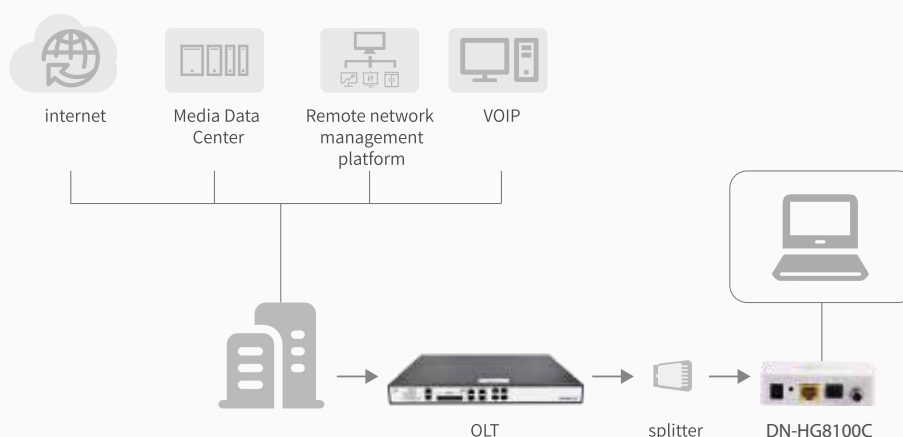 internet
Media Data
Center
Remote network
management
platform
VOIP
OLT
splitter
DN-HG8100C